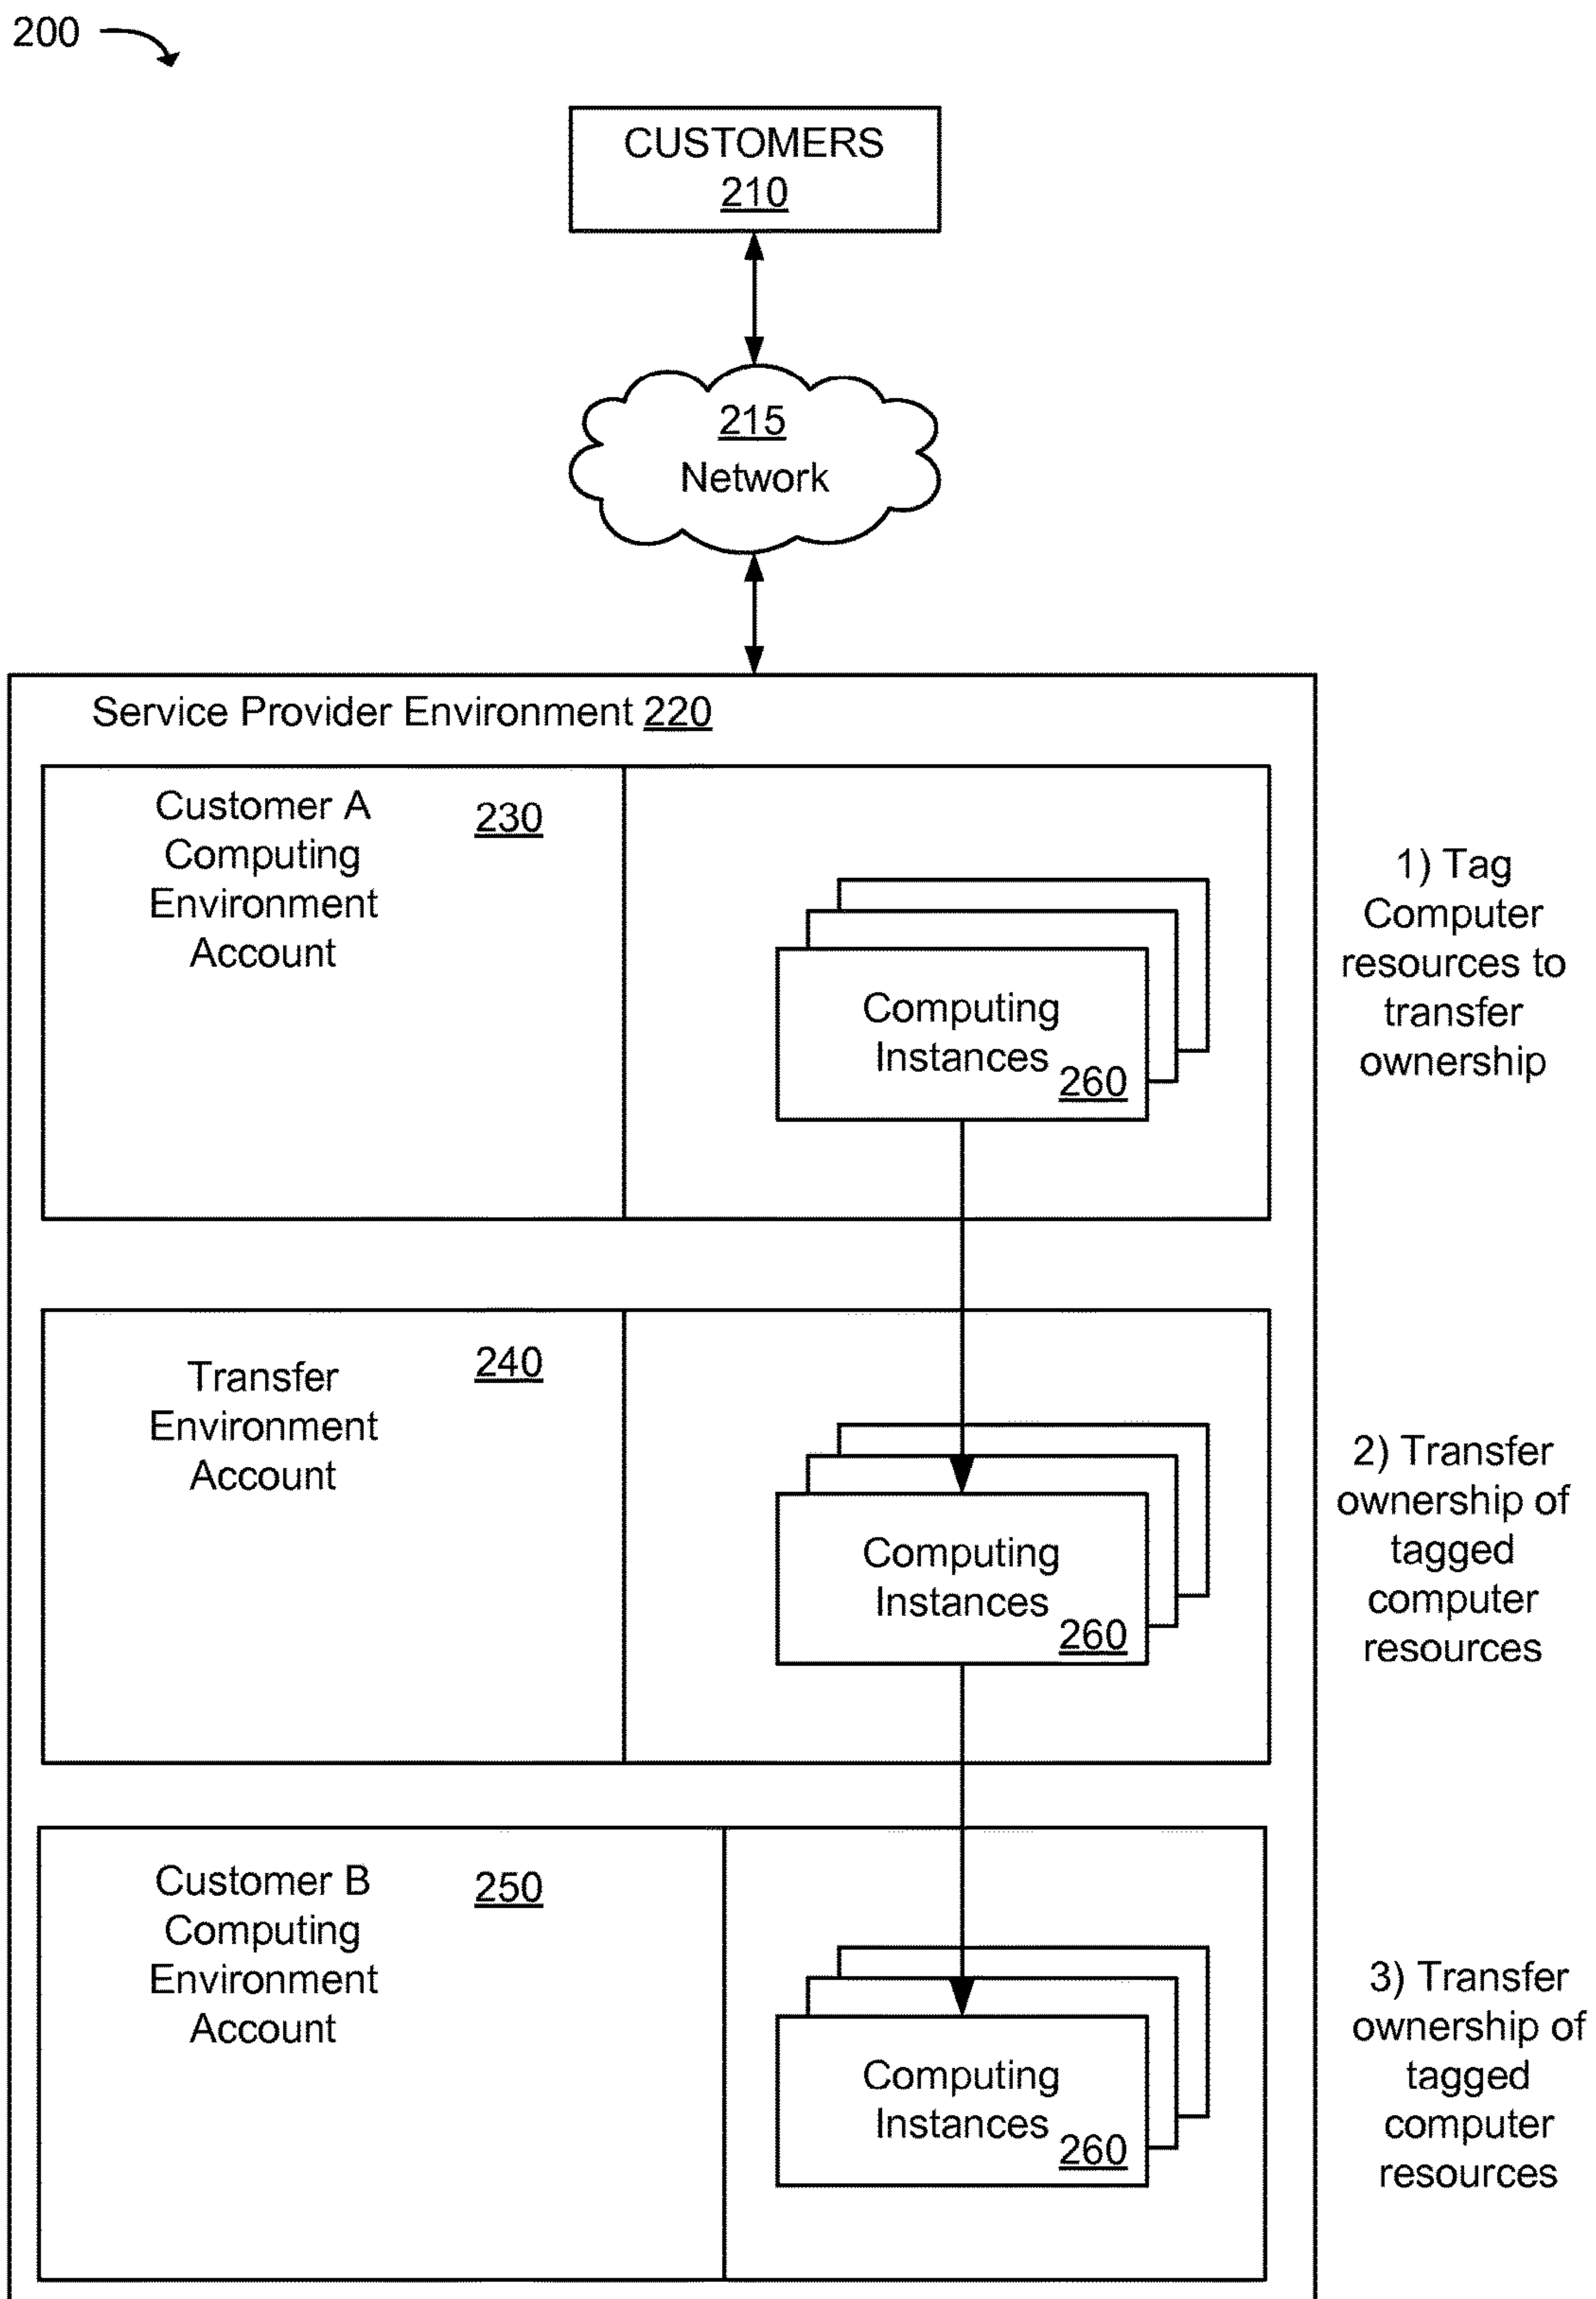 200
CUSTOMERS
210
215
Network
Service Provider Environment 220
Customer A
Computing
Environment
Account
230
Computing
Instances
260
1) Tag
Computer
resources to
transfer
ownership
Transfer
Environment
Account
240
Computing
Instances
260
2) Transfer
ownership of
tagged
computer
resources
Customer B
Computing
Environment
Account
250
Computing
Instances
260
3) Transfer
ownership of
tagged
computer
resources